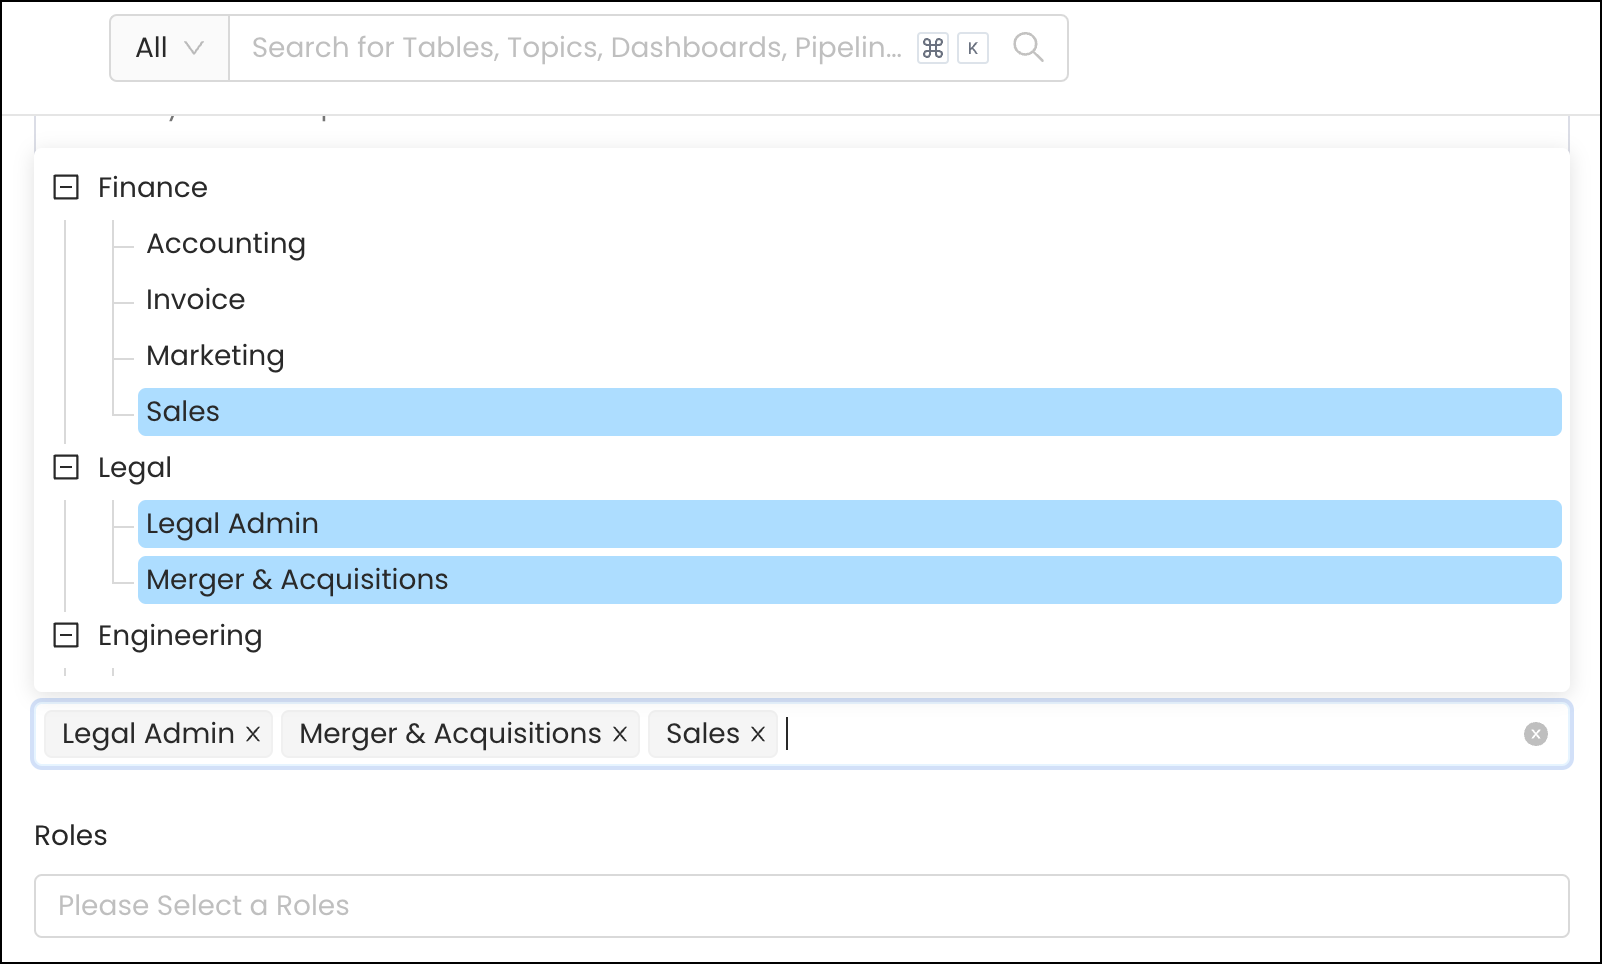 All Search for Tables, Topics, Dashboards, Pipelin... ⌘ K
Finance
Accounting
Invoice
Marketing
Sales
Legal
Legal Admin
Merger & Acquisitions
Engineering
Legal Admin Merger & Acquisitions Sales
Roles
Please Select a Roles